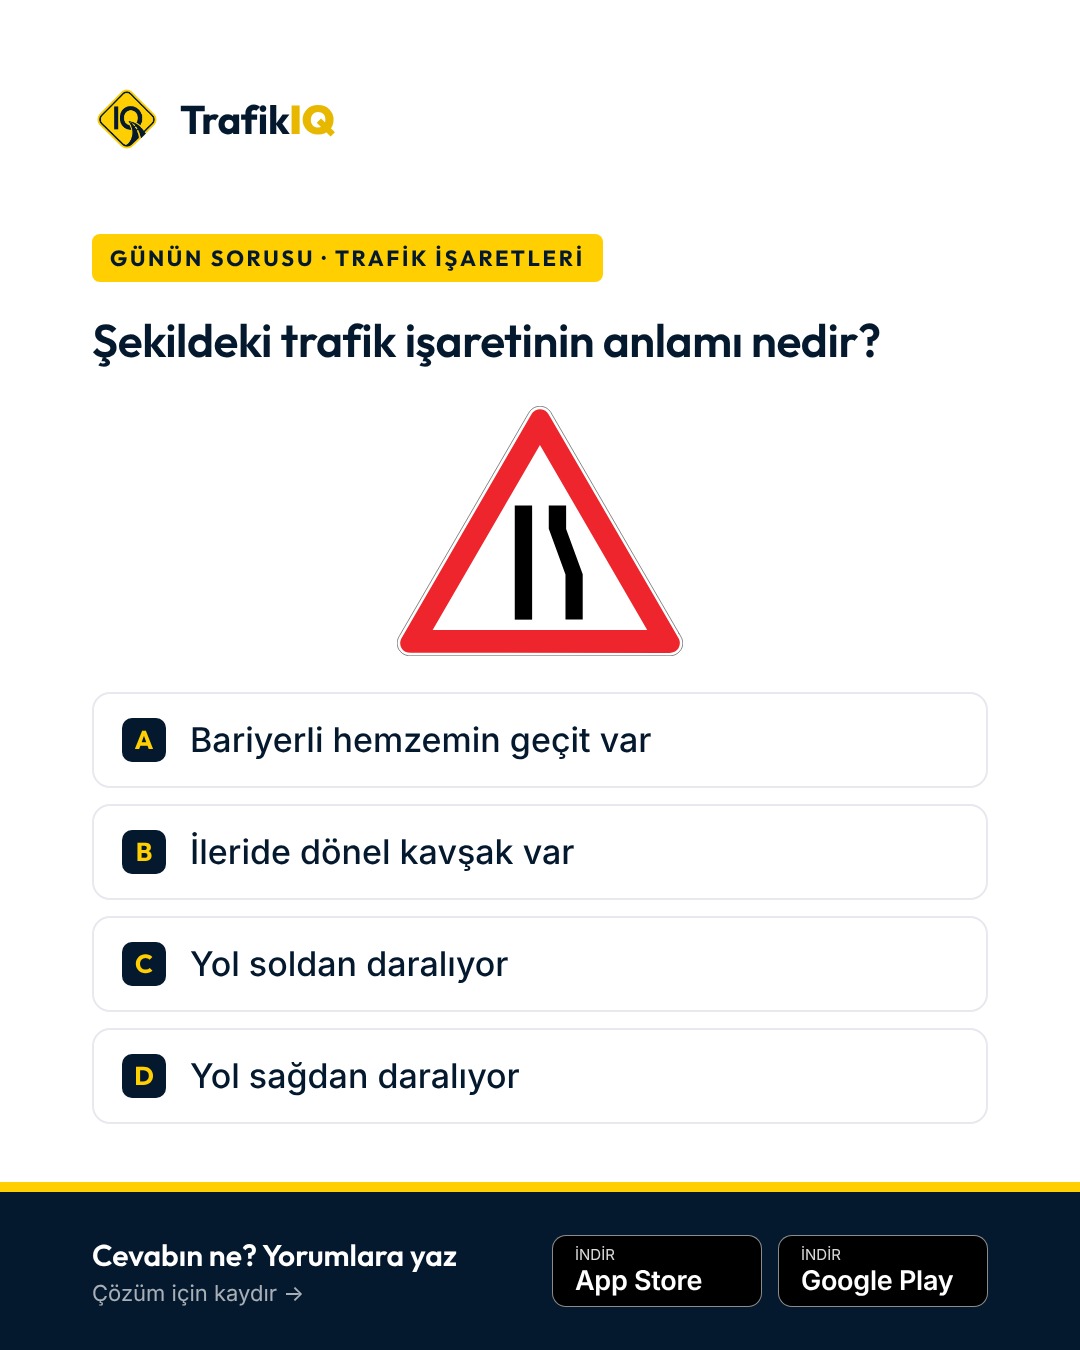 IQ
TrafikIQ
GÜNÜN SORUSU · TRAFİK İŞARETLERİ
Şekildeki trafik işaretinin anlamı nedir?
A Bariyerli hemzemin geçit var
B İleride dönel kavşak var
C Yol soldan daralıyor
D Yol sağdan daralıyor
Cevabın ne? Yorumlara yaz
Çözüm için kaydır →
İNDİR
App Store
İNDİR
Google Play